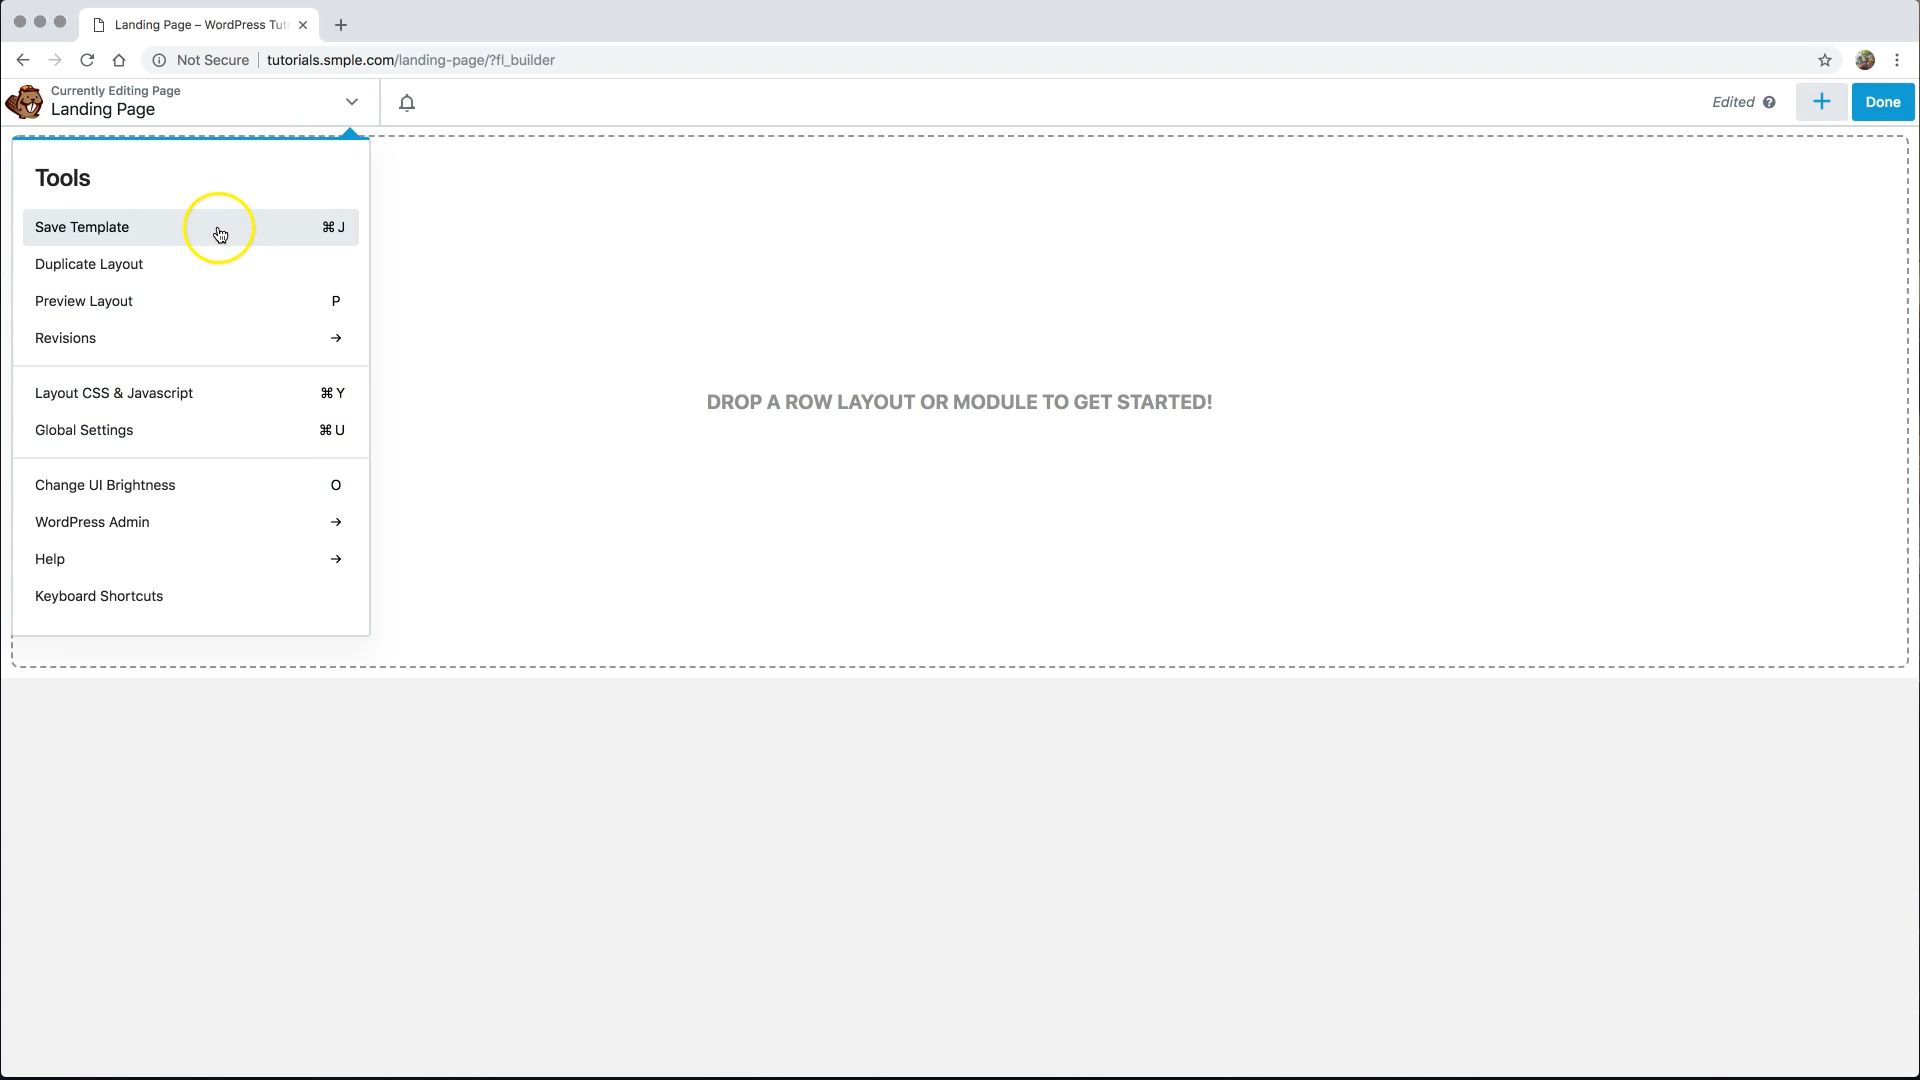 Landing Page – WordPress Tut
Not Secure
tutorials.smple.com/landing-page/?fl_builder
Currently Editing Page
Landing Page
Edited
+
Done
Tools
Save Template ⌘ J
Duplicate Layout
Preview Layout P
Revisions →
Layout CSS & Javascript ⌘ Y
Global Settings ⌘ U
Change UI Brightness O
WordPress Admin →
Help →
Keyboard Shortcuts
DROP A ROW LAYOUT OR MODULE TO GET STARTED!